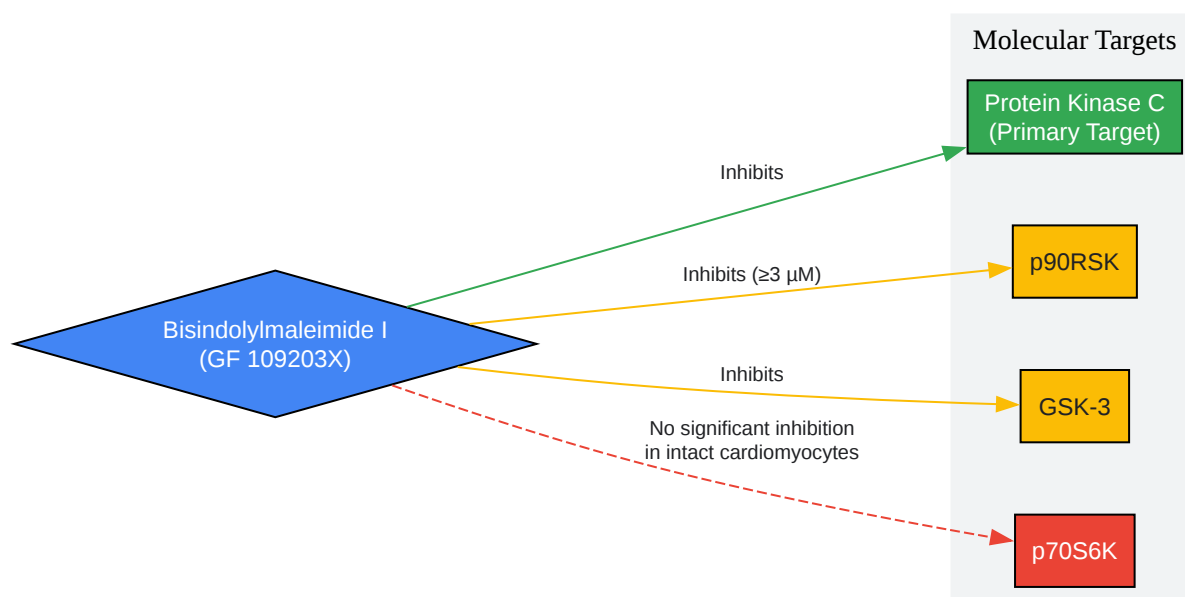 Molecular Targets
Protein Kinase C
(Primary Target)
Inhibits
p90RSK
Inhibits (≥3 µM)
Bisindolylmaleimide I
(GF 109203X)
Inhibits
GSK-3
No significant inhibition
in intact cardiomyocytes
p70S6K